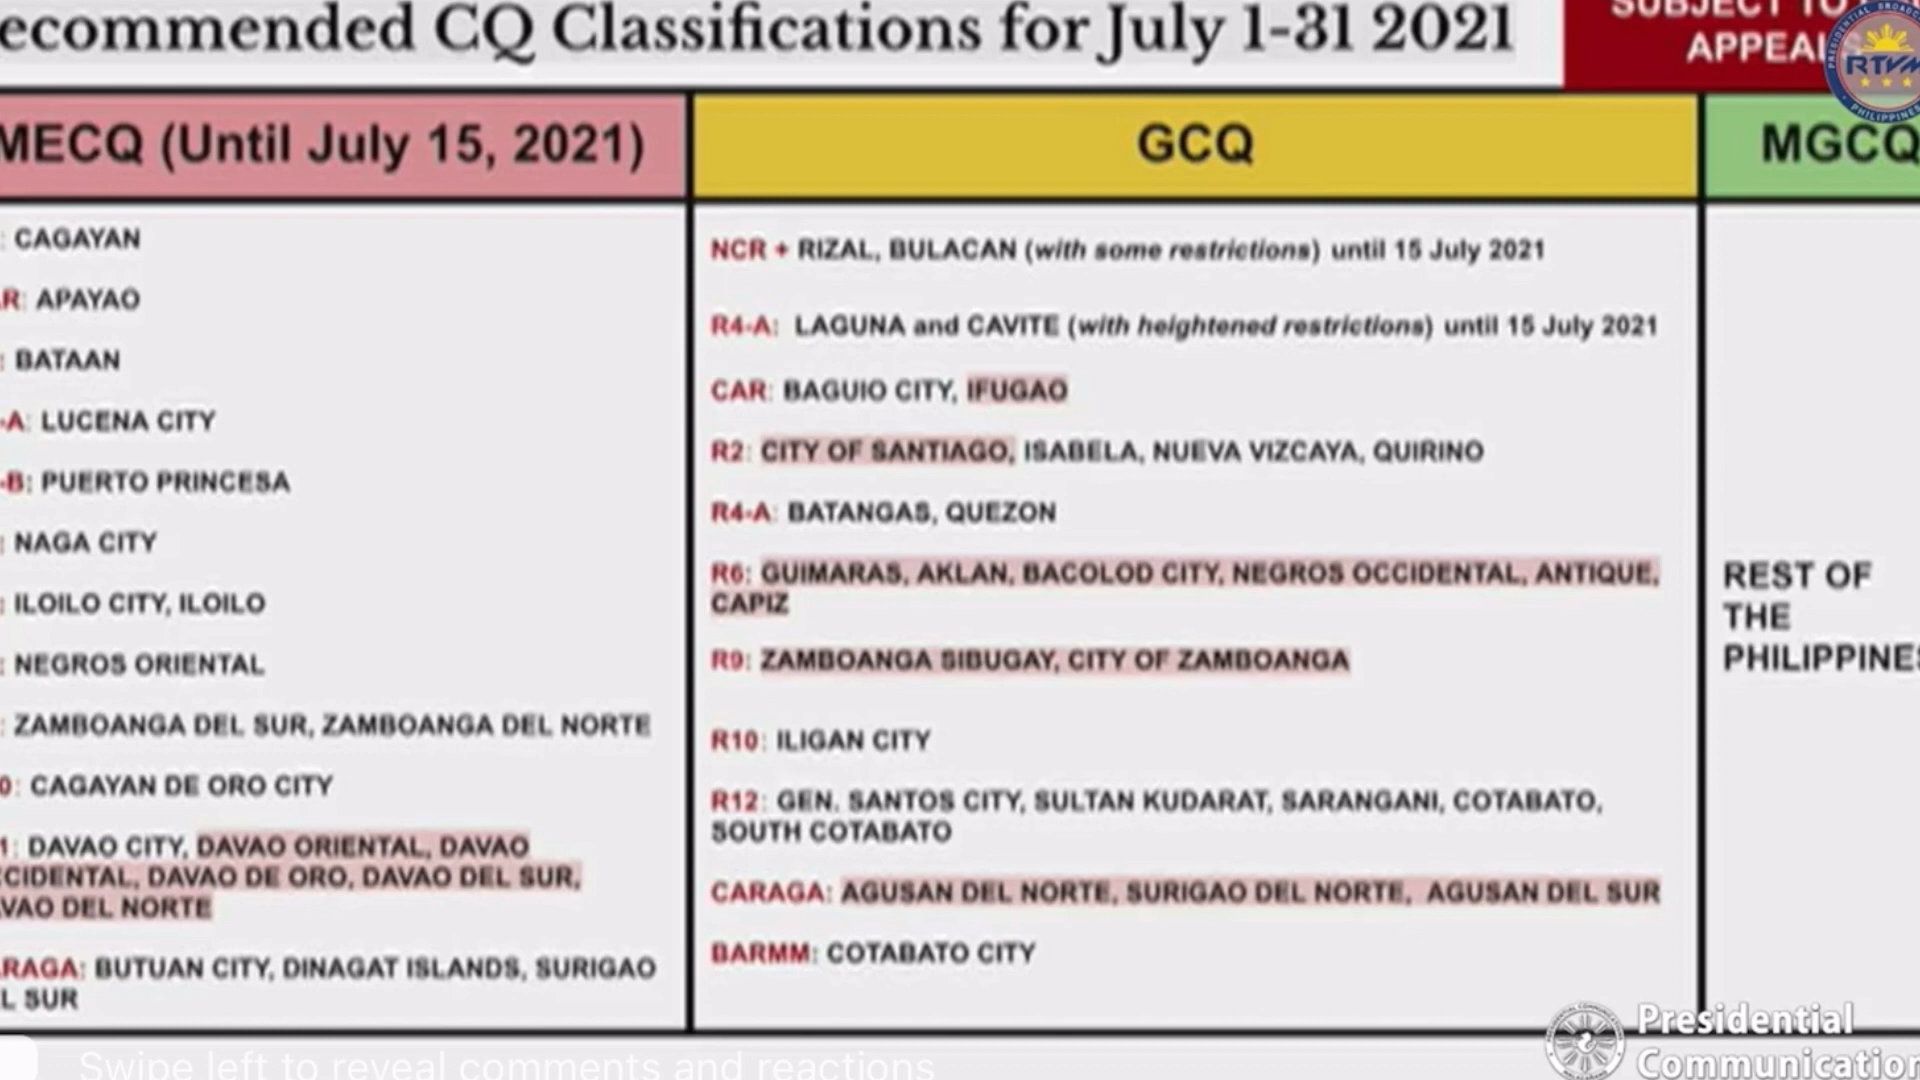 ecommended CQ Classifications for July 1-31 2021
SUBJECT TO
APPEALS
RTVM
MECQ (Until July 15, 2021)
GCQ
MGCQ
: CAGAYAN
R: APAYAO
: BATAAN
-A: LUCENA CITY
-B: PUERTO PRINCESA
: NAGA CITY
: ILOILO CITY, ILOILO
: NEGROS ORIENTAL
: ZAMBOANGA DEL SUR, ZAMBOANGA DEL NORTE
0: CAGAYAN DE ORO CITY
1: DAVAO CITY, DAVAO ORIENTAL, DAVAO
CCIDENTAL, DAVAO DE ORO, DAVAO DEL SUR,
AVAO DEL NORTE
RAGA: BUTUAN CITY, DINAGAT ISLANDS, SURIGAO
L SUR
NCR + RIZAL, BULACAN (with some restrictions) until 15 July 2021
R4-A: LAGUNA and CAVITE (with heightened restrictions) until 15 July 2021
CAR: BAGUIO CITY, IFUGAO
R2: CITY OF SANTIAGO, ISABELA, NUEVA VIZCAYA, QUIRINO
R4-A: BATANGAS, QUEZON
R6: GUIMARAS, AKLAN, BACOLOD CITY, NEGROS OCCIDENTAL, ANTIQUE,
CAPIZ
R9: ZAMBOANGA SIBUGAY, CITY OF ZAMBOANGA
R10: ILIGAN CITY
R12: GEN. SANTOS CITY, SULTAN KUDARAT, SARANGANI, COTABATO,
SOUTH COTABATO
CARAGA: AGUSAN DEL NORTE, SURIGAO DEL NORTE, AGUSAN DEL SUR
BARMM: COTABATO CITY
REST OF
THE
PHILIPPINES
Presidential
Communication
Swipe left to reveal comments and reactions